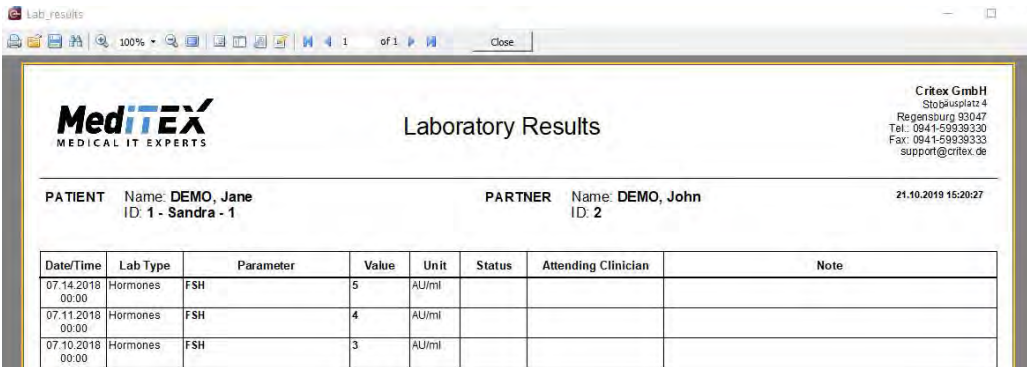 Lab_results
100% 1 of 1 Close
MediTEX
MEDICAL IT EXPERTS
Laboratory Results
Critex GmbH
Stobäusplatz 4
Regensburg 93047
Tel.: 0941-59939330
Fax: 0941-59939333
support@critex.de
PATIENT Name: DEMO, Jane PARTNER Name: DEMO, John 21.10.2019 15:20:27
ID: 1 - Sandra - 1 ID: 2
Date/Time Lab Type Parameter Value Unit Status Attending Clinician Note
07.14.2018 Hormones FSH 5 AU/ml
00:00
07.11.2018 Hormones FSH 4 AU/ml
00:00
07.10.2018 Hormones FSH 3 AU/ml
00:00